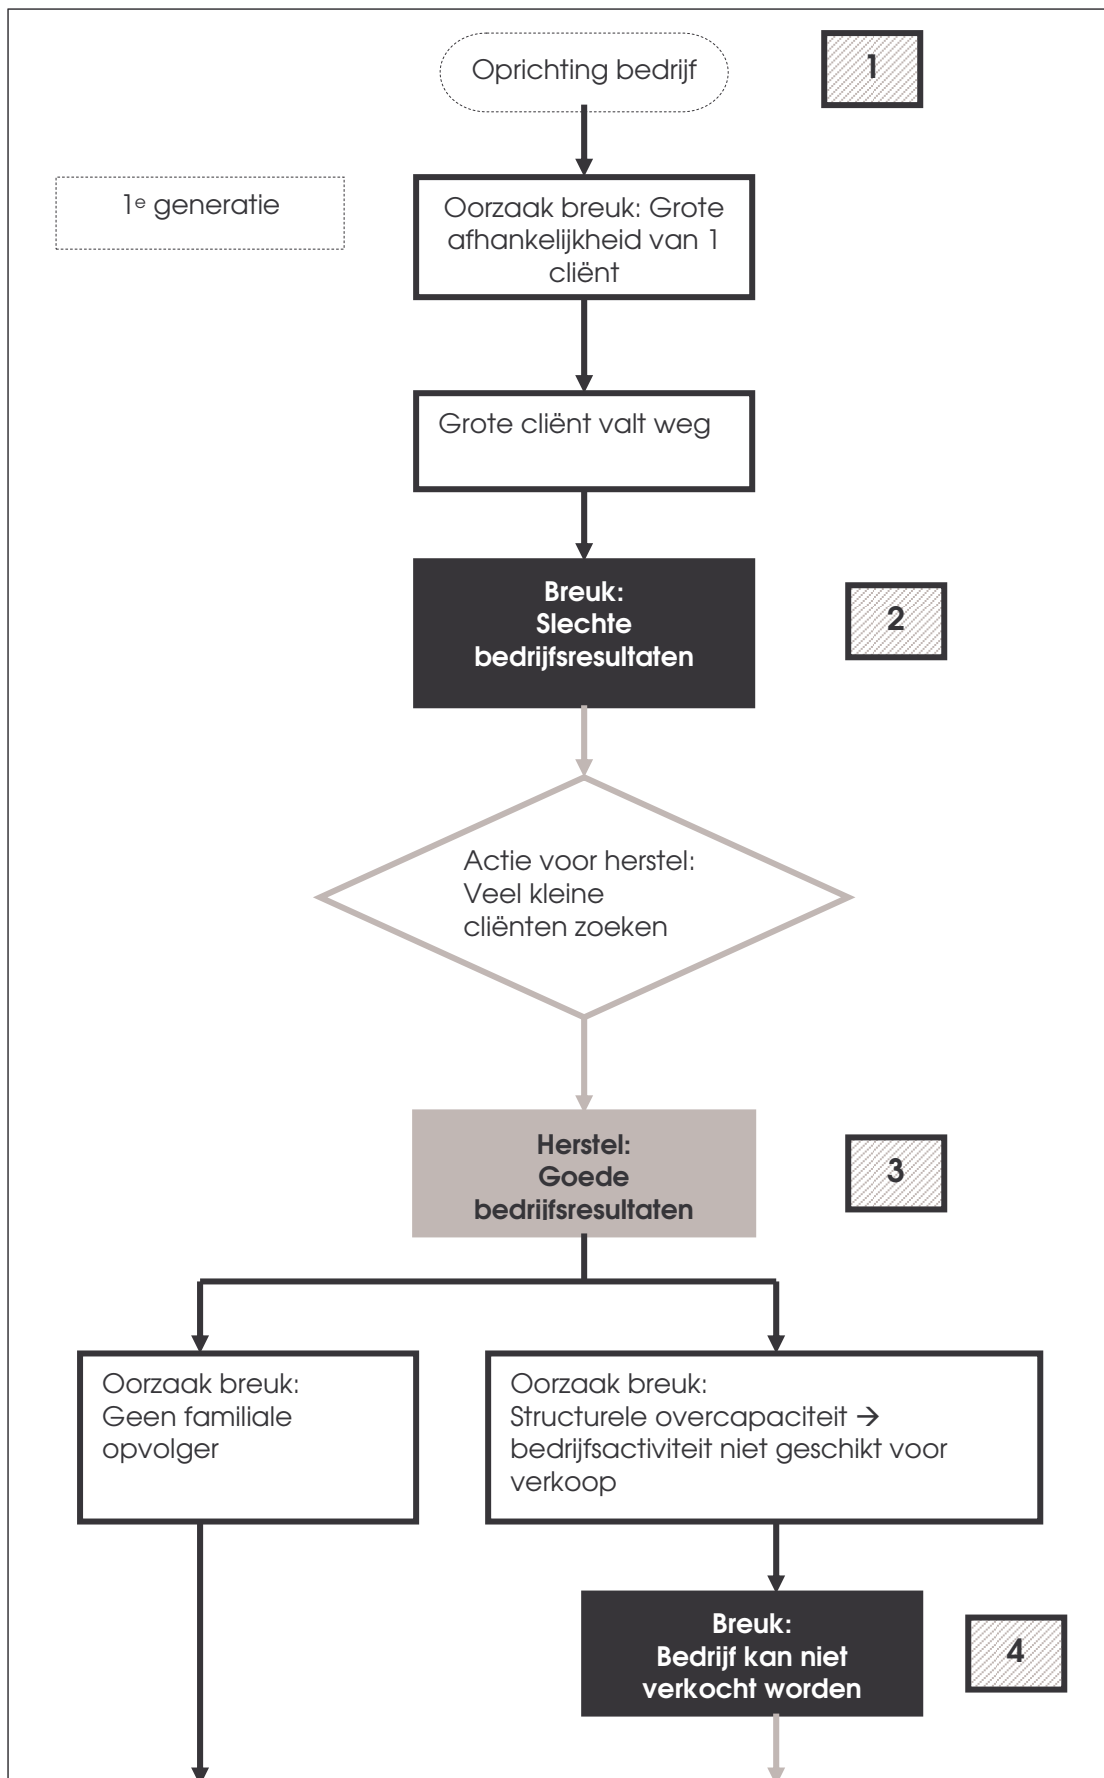 Oprichting bedrijf
1
1e generatie
Oorzaak breuk: Grote
afhankelijkheid van 1
cliënt
Grote cliënt valt weg
Breuk:
Slechte
bedrijfsresultaten
2
Actie voor herstel:
Veel kleine
cliënten zoeken
Herstel:
Goede
bedrijfsresultaten
3
Oorzaak breuk:
Geen familiale
opvolger
Oorzaak breuk:
Structurele overcapaciteit →
bedrijfsactiviteit niet geschikt voor
verkoop
Breuk:
Bedrijf kan niet
verkocht worden
4